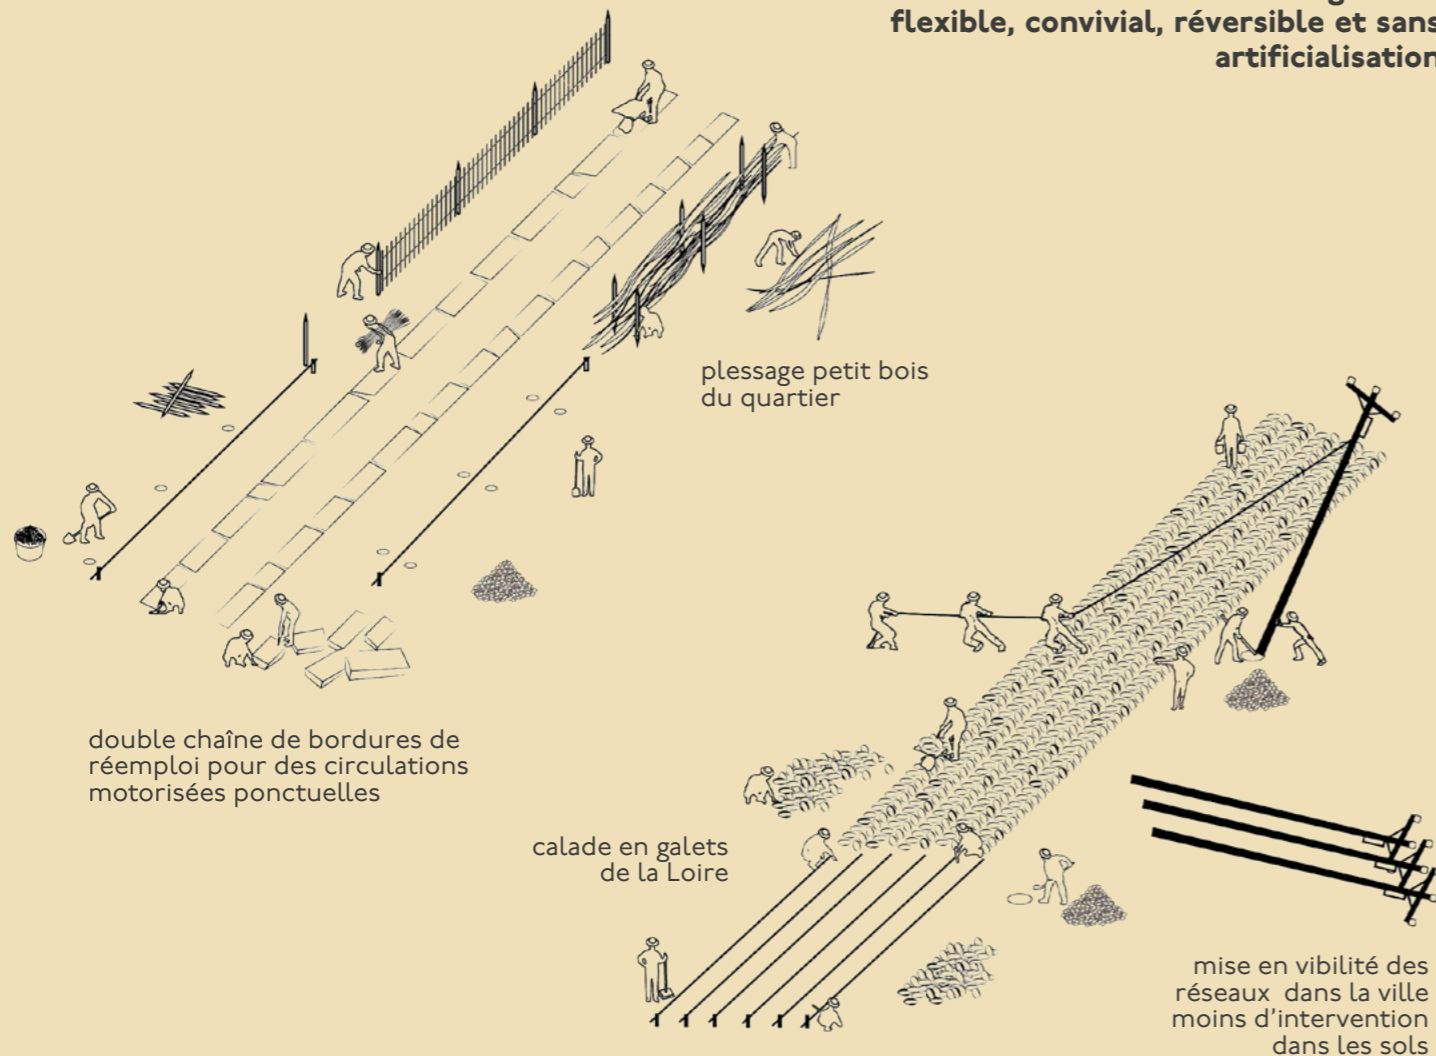 flexible, convivial, réversible et sans
artificialisation
plessage petit bois
du quartier
double chaîne de bordures de
réemploi pour des circulations
motorisées ponctuelles
calade en galets
de la Loire
mise en vibilité des
réseaux dans la ville
moins d'intervention
dans les sols